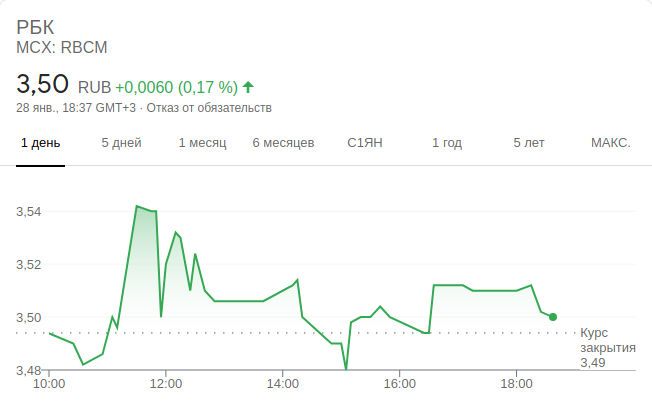 РБК
MCX: RBCM
3,50 RUB +0,0060 (0,17 %)
28 янв., 18:37 GMT+3 · Отказ от обязательств
1 день 5 дней 1 месяц 6 месяцев С1ЯН 1 год 5 лет МАКС.
3,54
3,52
3,50
Курс
закрытия
3,49
3,48
10:00 12:00 14:00 16:00 18:00